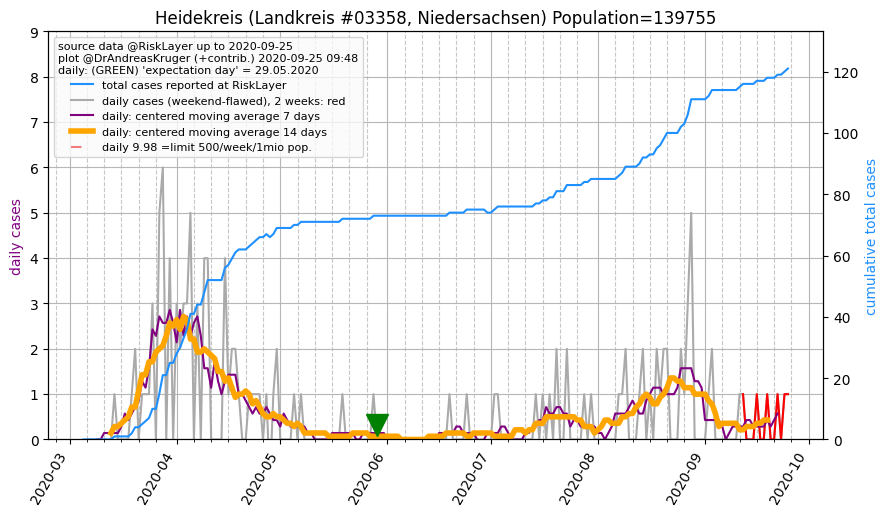 Heidekreis (Landkreis #03358, Niedersachsen) Population=139755
source data @RiskLayer up to 2020-09-25
plot @DrAndreasKruger (+contrib.) 2020-09-25 09:48
daily: (GREEN) 'expectation day' = 29.05.2020
total cases reported at RiskLayer
daily cases (weekend-flawed), 2 weeks: red
daily: centered moving average 7 days
daily: centered moving average 14 days
daily 9.98 =limit 500/week/1mio pop.
daily cases
9
8
7
6
5
4
3
2
1
0
cumulative total cases
120
100
80
60
40
20
0
2020-03
2020-04
2020-05
2020-06
2020-07
2020-08
2020-09
2020-10